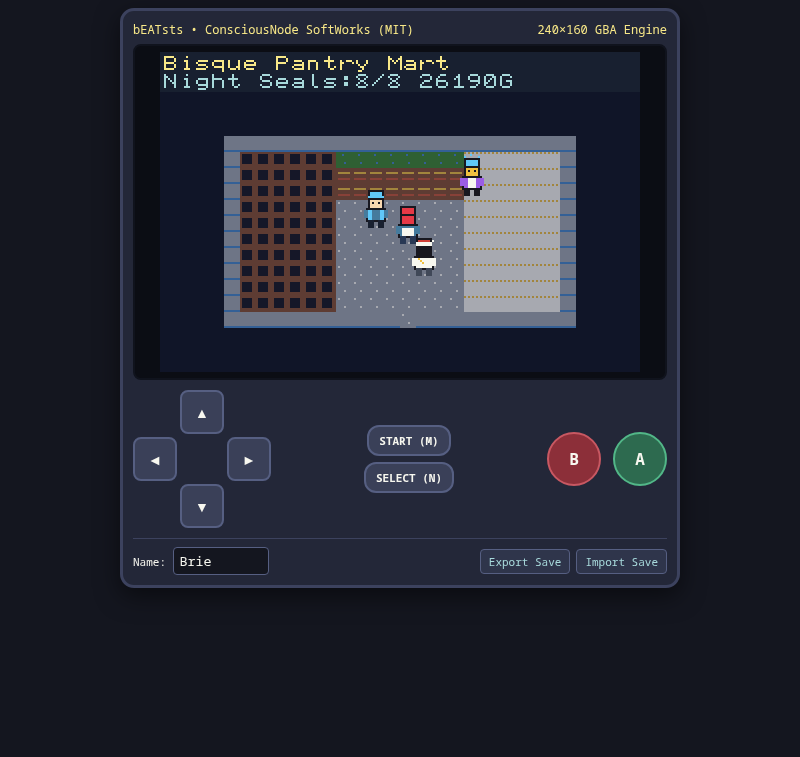 bEATsts • ConsciousNode SoftWorks (MIT)
240×160 GBA Engine
Bisque Pantry Mart
Night Seals:8/8 26190G
▲
◄
►
▼
START (M)
SELECT (N)
B
A
Name: Brie
Export Save
Import Save